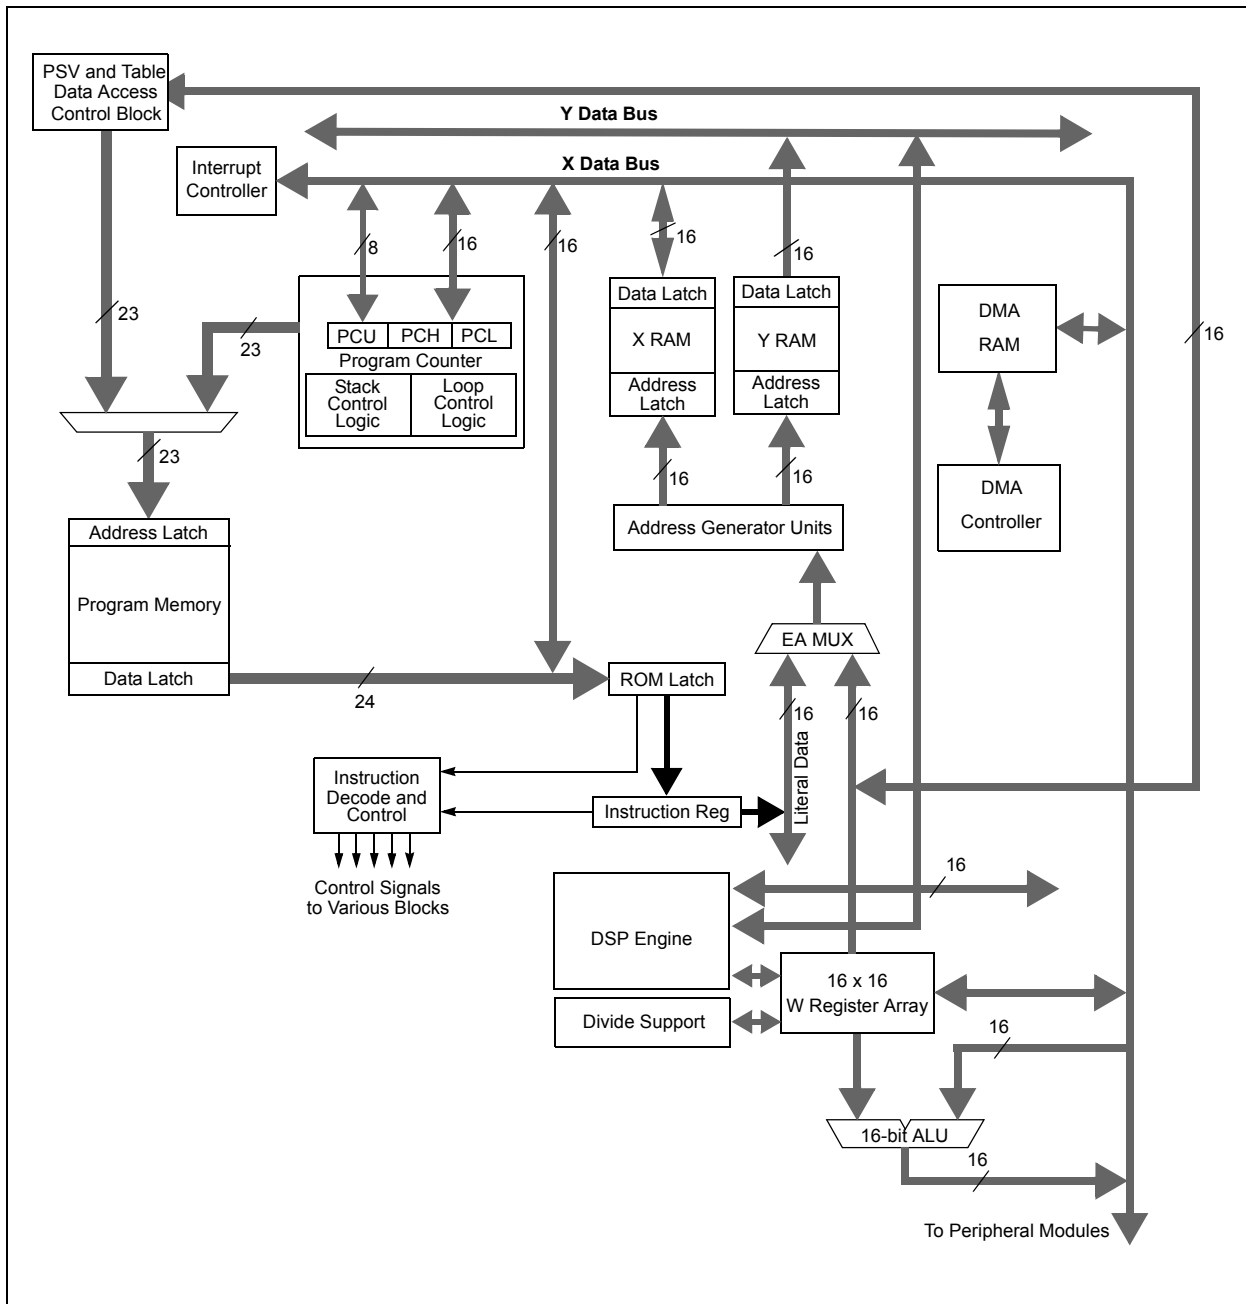 PSV and Table
Data Access
Control Block
Y Data Bus
X Data Bus
Interrupt
Controller
8
16
16
16
16
23
23
16
PCU
PCH
PCL
Program Counter
Stack
Control
Logic
Loop
Control
Logic
Data Latch
X RAM
Address
Latch
Data Latch
Y RAM
Address
Latch
DMA
RAM
23
16
16
DMA
Controller
Address Generator Units
Address Latch
Program Memory
Data Latch
24
EA MUX
ROM Latch
16
16
Literal Data
Instruction
Decode and
Control
Instruction Reg
Control Signals
to Various Blocks
16
DSP Engine
16 x 16
W Register Array
Divide Support
16
16-bit ALU
16
To Peripheral Modules